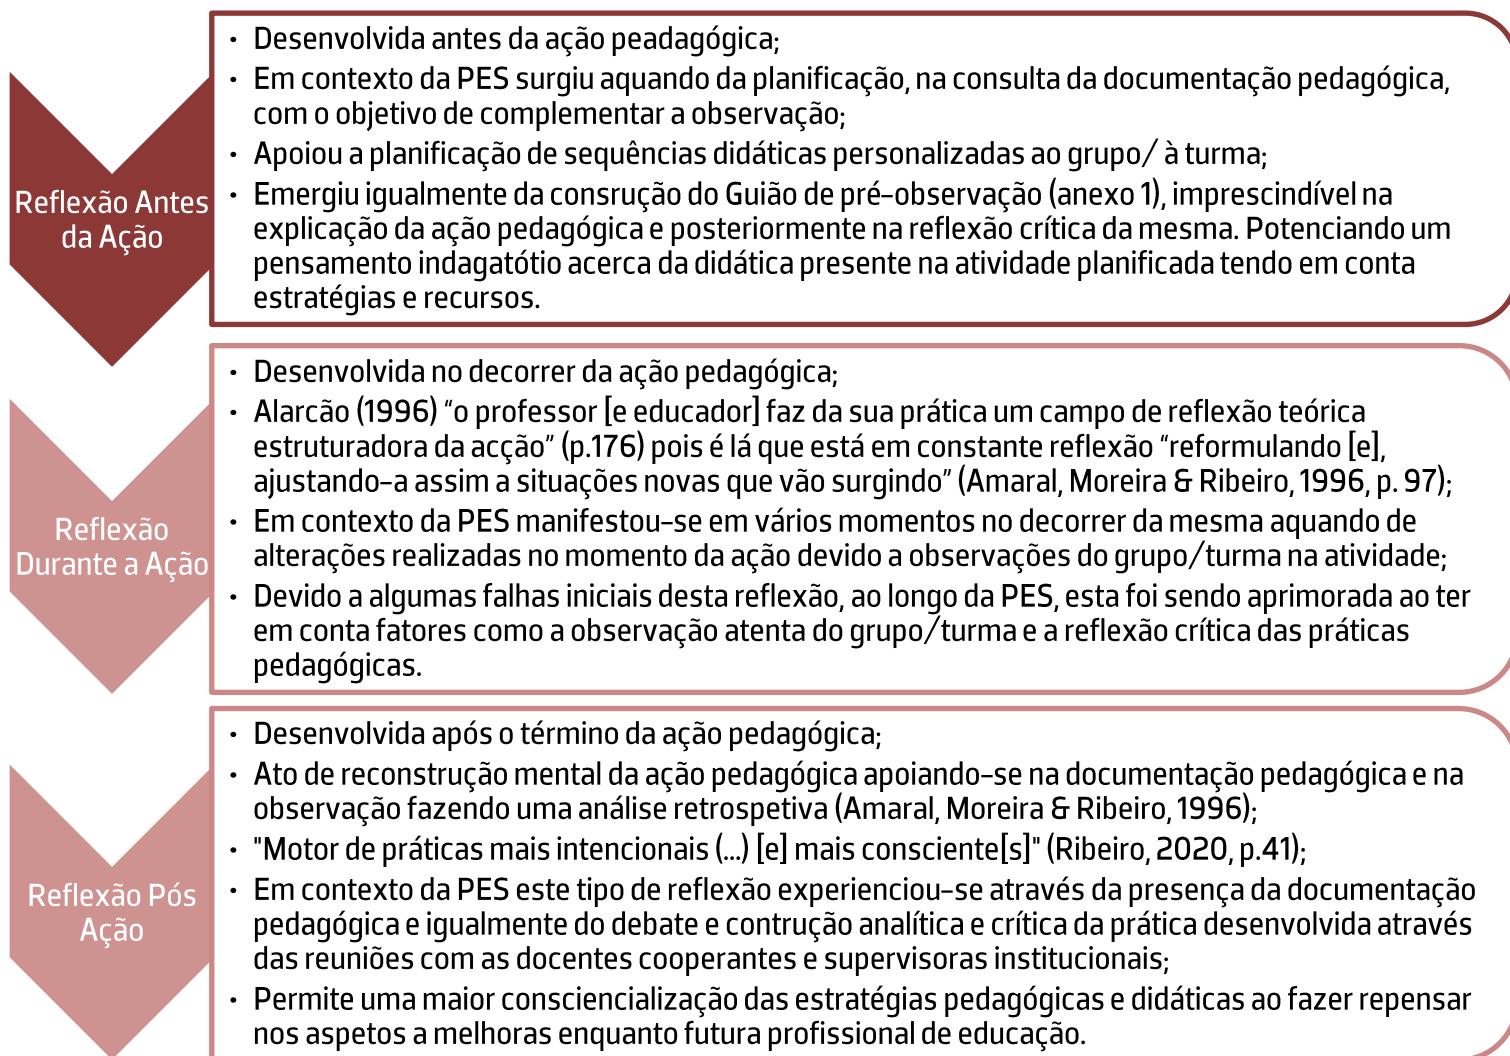 Reflexão Antes
da Ação
• Desenvolvida antes da ação peadagógica;
• Em contexto da PES surgiu aquando da planificação, na consulta da documentação pedagógica,
com o objetivo de complementar a observação;
• Apoiou a planificação de sequências didáticas personalizadas ao grupo/ à turma;
• Emergiu igualmente da consrução do Guião de pré-observação (anexo 1), imprescindível na
explicação da ação pedagógica e posteriormente na reflexão crítica da mesma. Potenciando um
pensamento indagatótio acerca da didática presente na atividade planificada tendo em conta
estratégias e recursos.
Reflexão
Durante a Ação
• Desenvolvida no decorrer da ação pedagógica;
• Alarcão (1996) “o professor [e educador] faz da sua prática um campo de reflexão teórica
estruturadora da acção” (p.176) pois é lá que está em constante reflexão “reformulando [e],
ajustando-a assim a situações novas que vão surgindo” (Amaral, Moreira & Ribeiro, 1996, p. 97);
• Em contexto da PES manifestou-se em vários momentos no decorrer da mesma aquando de
alterações realizadas no momento da ação devido a observações do grupo/turma na atividade;
• Devido a algumas falhas iniciais desta reflexão, ao longo da PES, esta foi sendo aprimorada ao ter
em conta fatores como a observação atenta do grupo/turma e a reflexão crítica das práticas
pedagógicas.
Reflexão Pós
Ação
• Desenvolvida após o término da ação pedagógica;
• Ato de reconstrução mental da ação pedagógica apoiando-se na documentação pedagógica e na
observação fazendo uma análise retrospetiva (Amaral, Moreira & Ribeiro, 1996);
• "Motor de práticas mais intencionais (...) [e] mais consciente[s]" (Ribeiro, 2020, p.41);
• Em contexto da PES este tipo de reflexão experienciou-se através da presença da documentação
pedagógica e igualmente do debate e contrução analítica e crítica da prática desenvolvida através
das reuniões com as docentes cooperantes e supervisoras institucionais;
• Permite uma maior consciencialização das estratégias pedagógicas e didáticas ao fazer repensar
nos aspetos a melhoras enquanto futura profissional de educação.